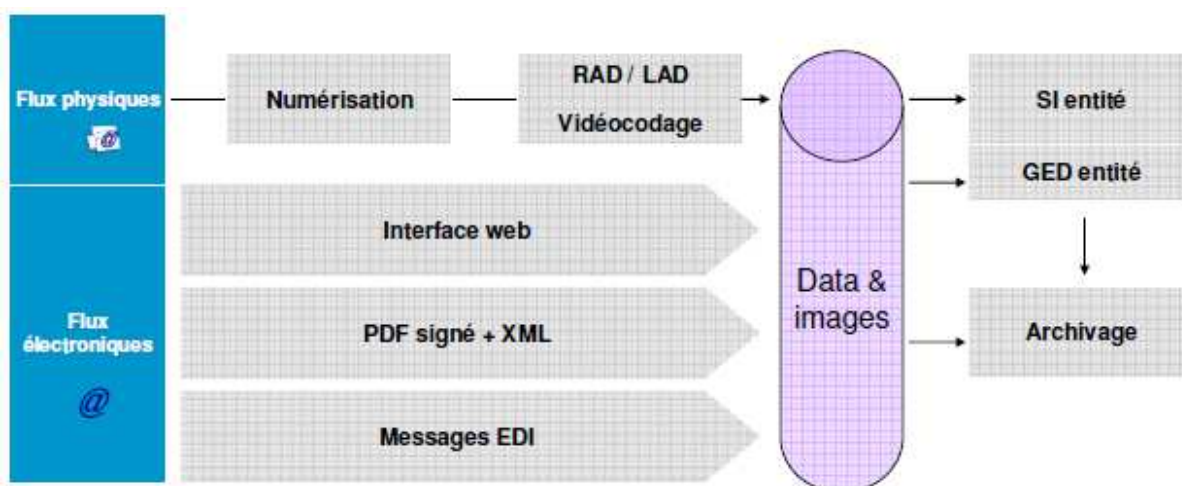 Flux physiques
@
Numérisation
RAD / LAD
Vidéocodage
SI entité
GED entité
Interface web
Flux
électroniques
@
PDF signé + XML
Data &
images
Archivage
Messages EDI